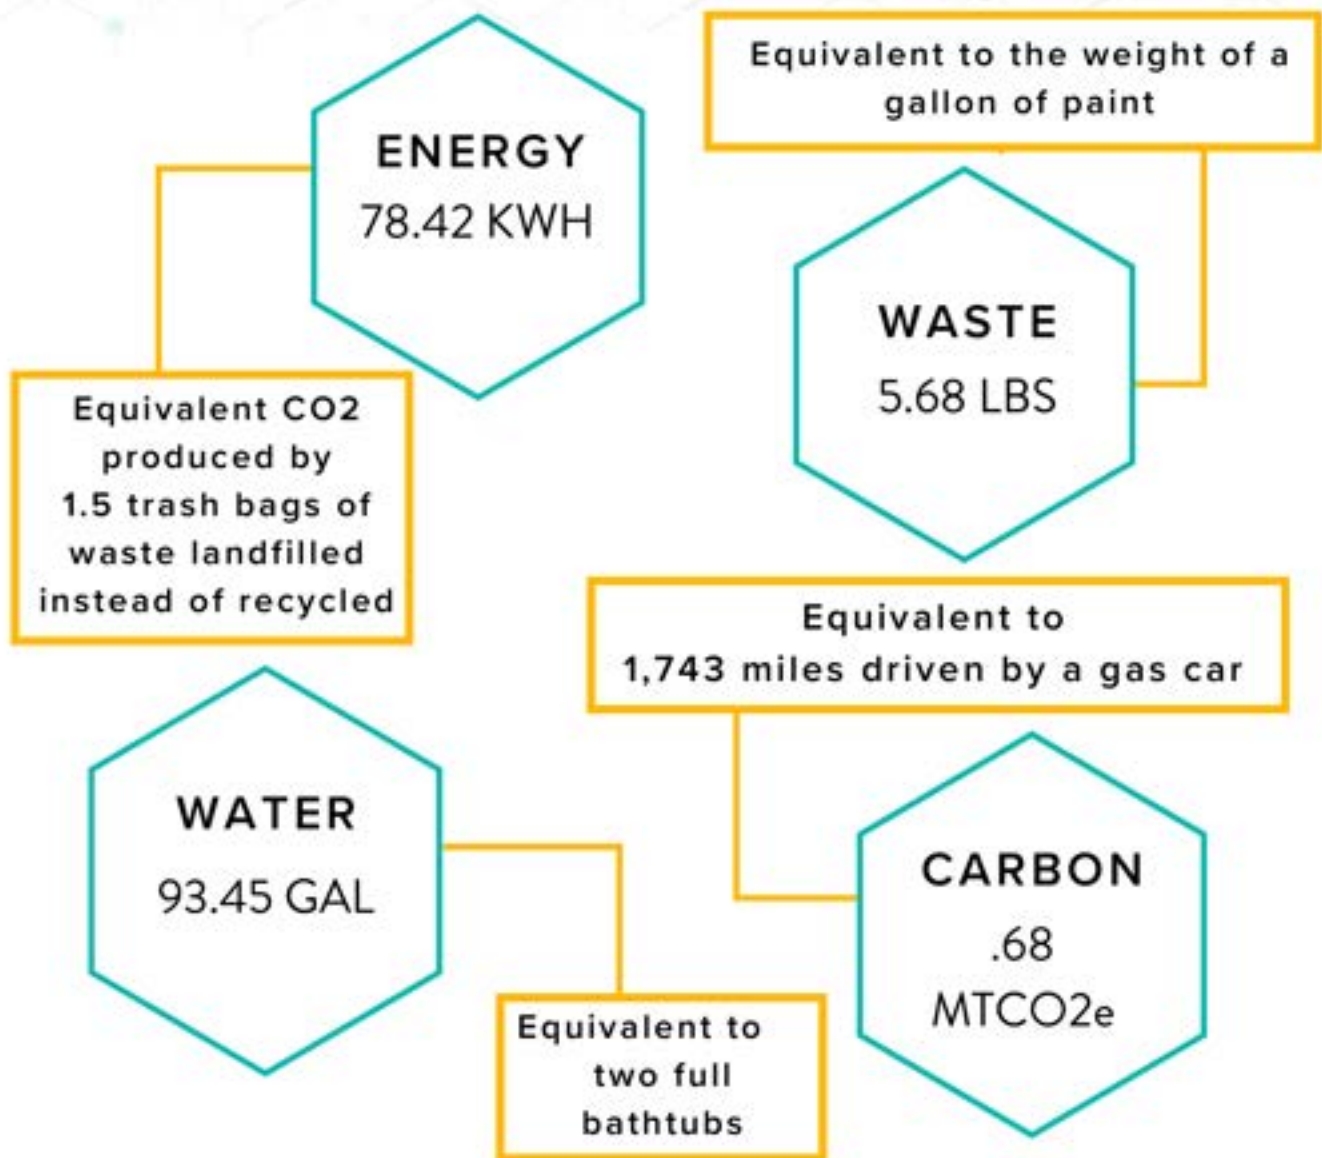 ENERGY
78.42 KWH
Equivalent CO2
produced by
1.5 trash bags of
waste landfilled
instead of recycled
Equivalent to the weight of a
gallon of paint
WASTE
5.68 LBS
WATER
93.45 GAL
Equivalent to
two full
bathtubs
Equivalent to
1,743 miles driven by a gas car
CARBON
.68
MTCO2e